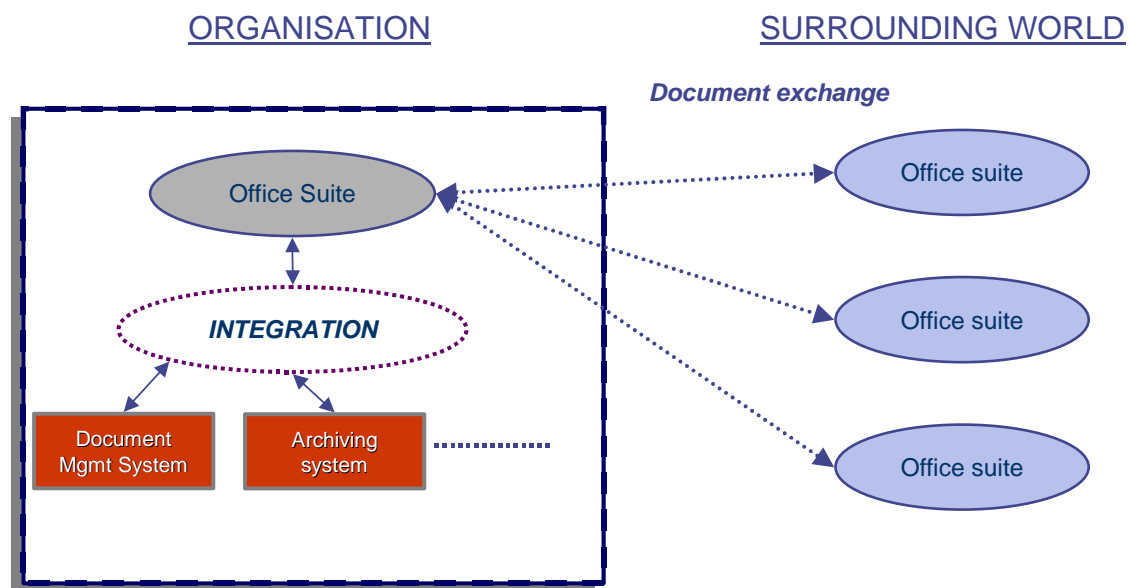 ORGANISATION
SURROUNDING WORLD
Document exchange
Office Suite
Office suite
INTEGRATION
Office suite
Document
Mgmt System
Archiving
system
Office suite